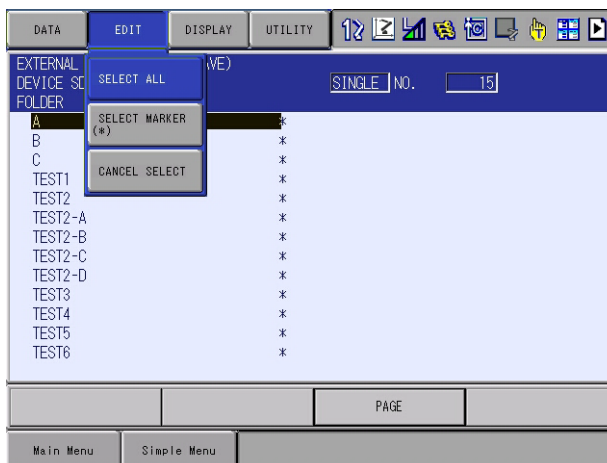 DATA EDIT DISPLAY UTILITY
EXTERNAL VE)
DEVICE SINGLE NO. 15
FOLDER
SELECT ALL
SELECT MARKER
(*)
CANCEL SELECT
A *
B *
C *
TEST1 *
TEST2 *
TEST2-A *
TEST2-B *
TEST2-C *
TEST2-D *
TEST3 *
TEST4 *
TEST5 *
TEST6 *
PAGE
Main Menu Simple Menu